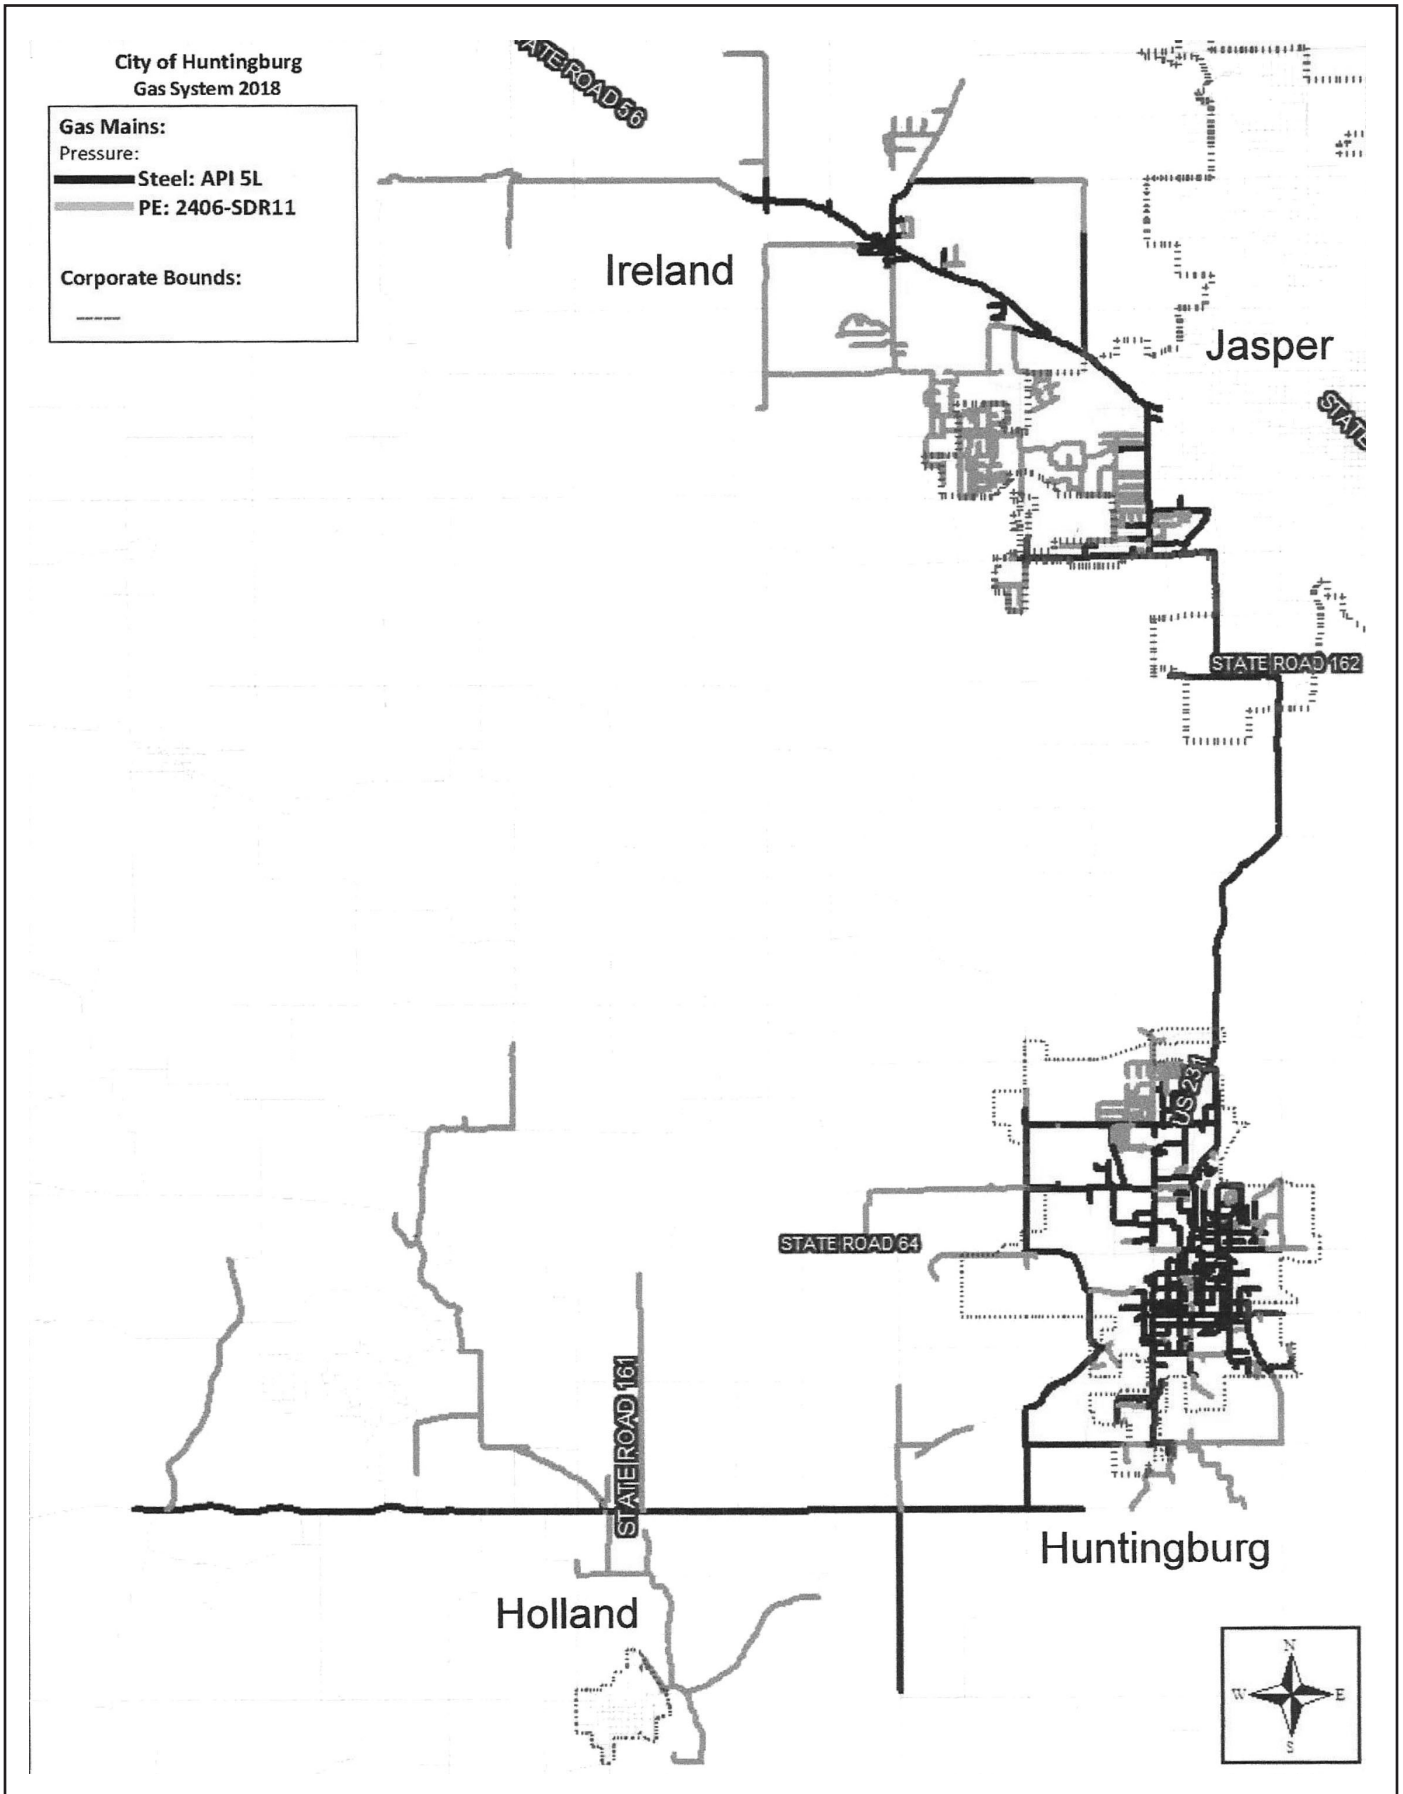 City of Huntingburg
Gas System 2018
Gas Mains:
Pressure:
Steel: API 5L
PE: 2406-SDR11
Corporate Bounds:
ATE ROAD 56
Ireland
Jasper
STATE
STATE ROAD 162
US 231
STATE ROAD 64
STATE ROAD 161
Huntingburg
Holland
N
W
E
S